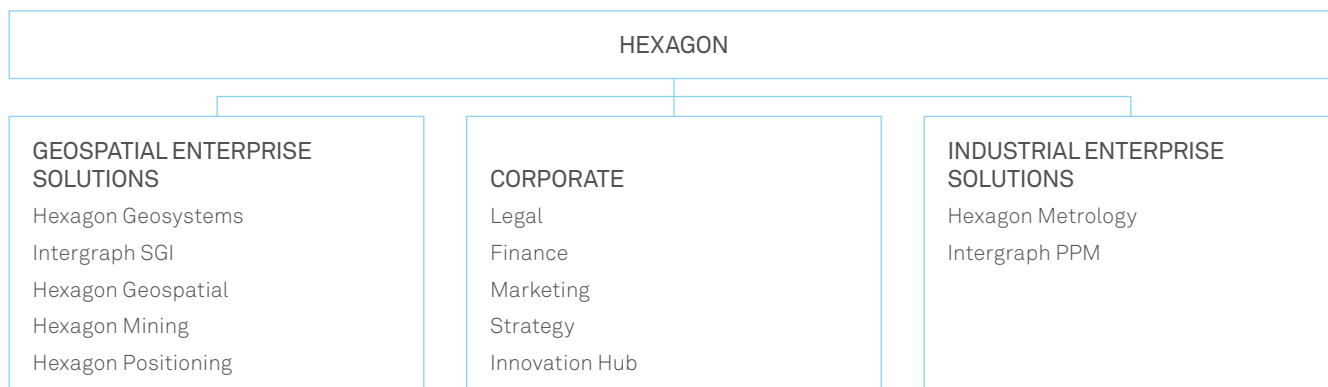 HEXAGON
GEOSPATIAL ENTERPRISE
SOLUTIONS
Hexagon Geosystems
Intergraph SGI
Hexagon Geospatial
Hexagon Mining
Hexagon Positioning
CORPORATE
Legal
Finance
Marketing
Strategy
Innovation Hub
INDUSTRIAL ENTERPRISE
SOLUTIONS
Hexagon Metrology
Intergraph PPM